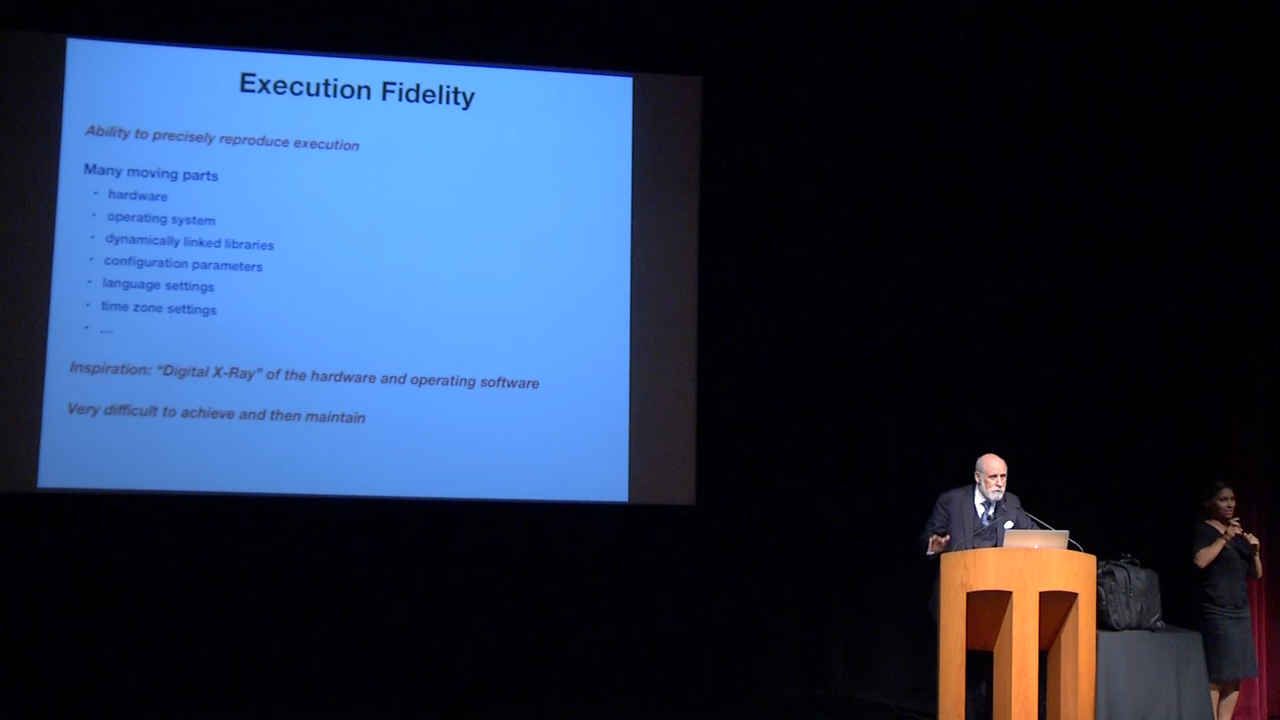 Execution Fidelity
Ability to precisely reproduce execution
Many moving parts
· hardware
· operating system
· dynamically linked libraries
· configuration parameters
· language settings
· time zone settings
· ...
Inspiration: “Digital X-Ray” of the hardware and operating software
Very difficult to achieve and then maintain